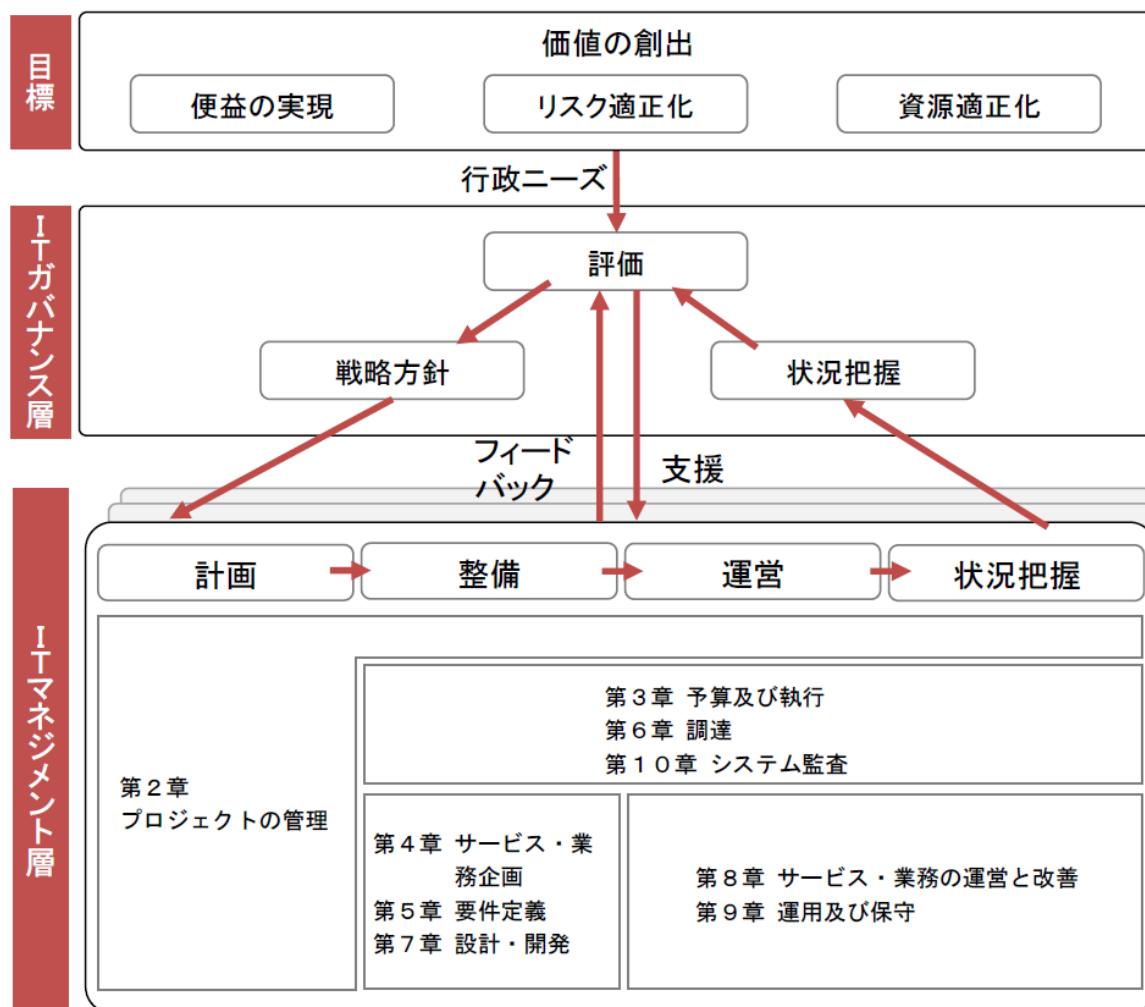 目標
価値の創出
便益の実現
リスク適正化
資源適正化
行政ニーズ
ITガバナンス層
評価
戦略方針
状況把握
フィード
バック
支援
ITマネジメント層
計画
整備
運営
状況把握
第2章
プロジェクトの管理
第3章 予算及び執行
第6章 調達
第10章 システム監査
第4章 サービス・業
務企画
第5章 要件定義
第7章 設計・開発
第8章 サービス・業務の運営と改善
第9章 運用及び保守